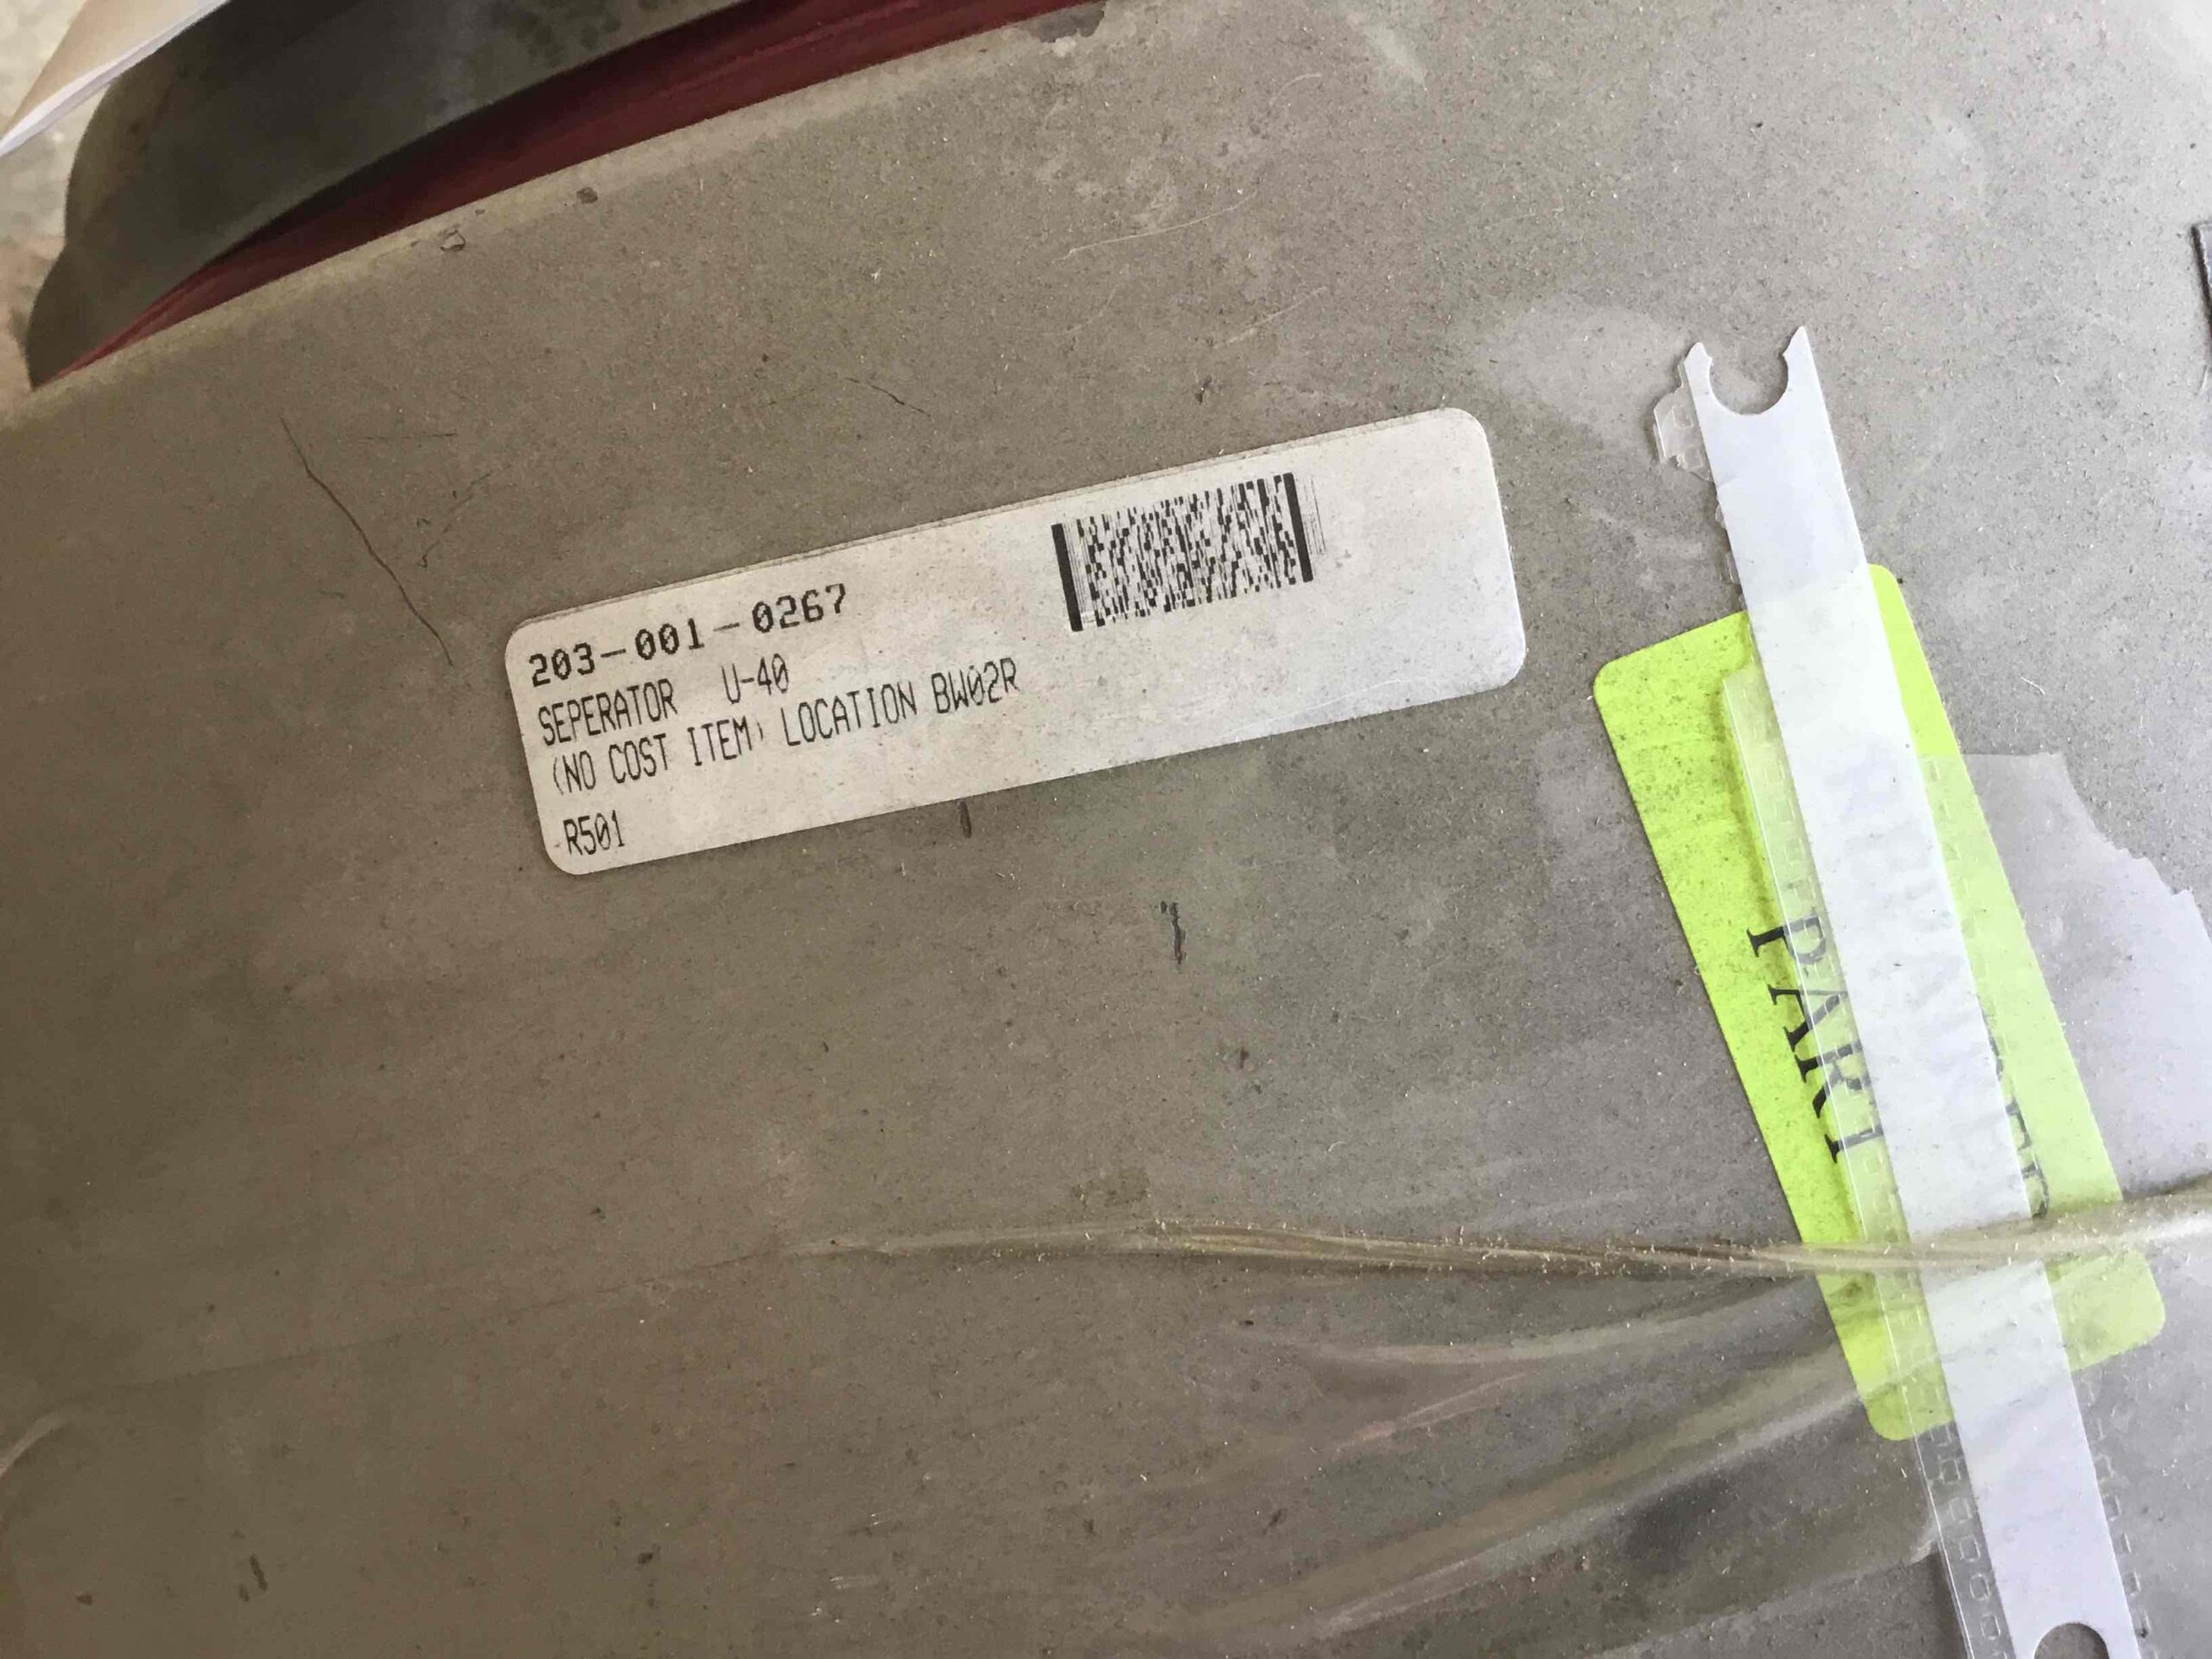 203-001-0267
SEPERATOR U-40
(NO COST ITEM) LOCATION BW02R
R501
PART